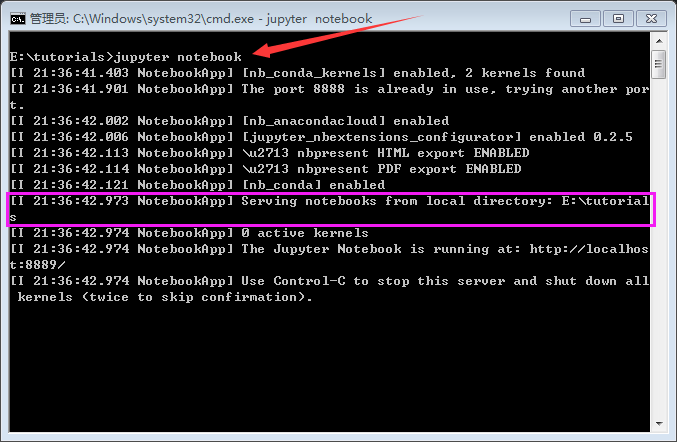 管理员: C:\Windows\system32\cmd.exe - jupyter  notebook
E:\tutorials>jupyter notebook
[I 21:36:41.403 NotebookApp] [nb_conda_kernels] enabled, 2 kernels found
[I 21:36:41.901 NotebookApp] The port 8888 is already in use, trying another por
t.
[I 21:36:42.002 NotebookApp] [nb_anacondacloud] enabled
[I 21:36:42.006 NotebookApp] [jupyter_nbextensions_configurator] enabled 0.2.5
[I 21:36:42.113 NotebookApp] \u2713 nbpresent HTML export ENABLED
[I 21:36:42.114 NotebookApp] \u2713 nbpresent PDF export ENABLED
[I 21:36:42.121 NotebookApp] [nb_conda] enabled
[I 21:36:42.973 NotebookApp] Serving notebooks from local directory: E:\tutorial
s
[I 21:36:42.974 NotebookApp] 0 active kernels
[I 21:36:42.974 NotebookApp] The Jupyter Notebook is running at: http://localhos
t:8889/
[I 21:36:42.974 NotebookApp] Use Control-C to stop this server and shut down all
 kernels (twice to skip confirmation).